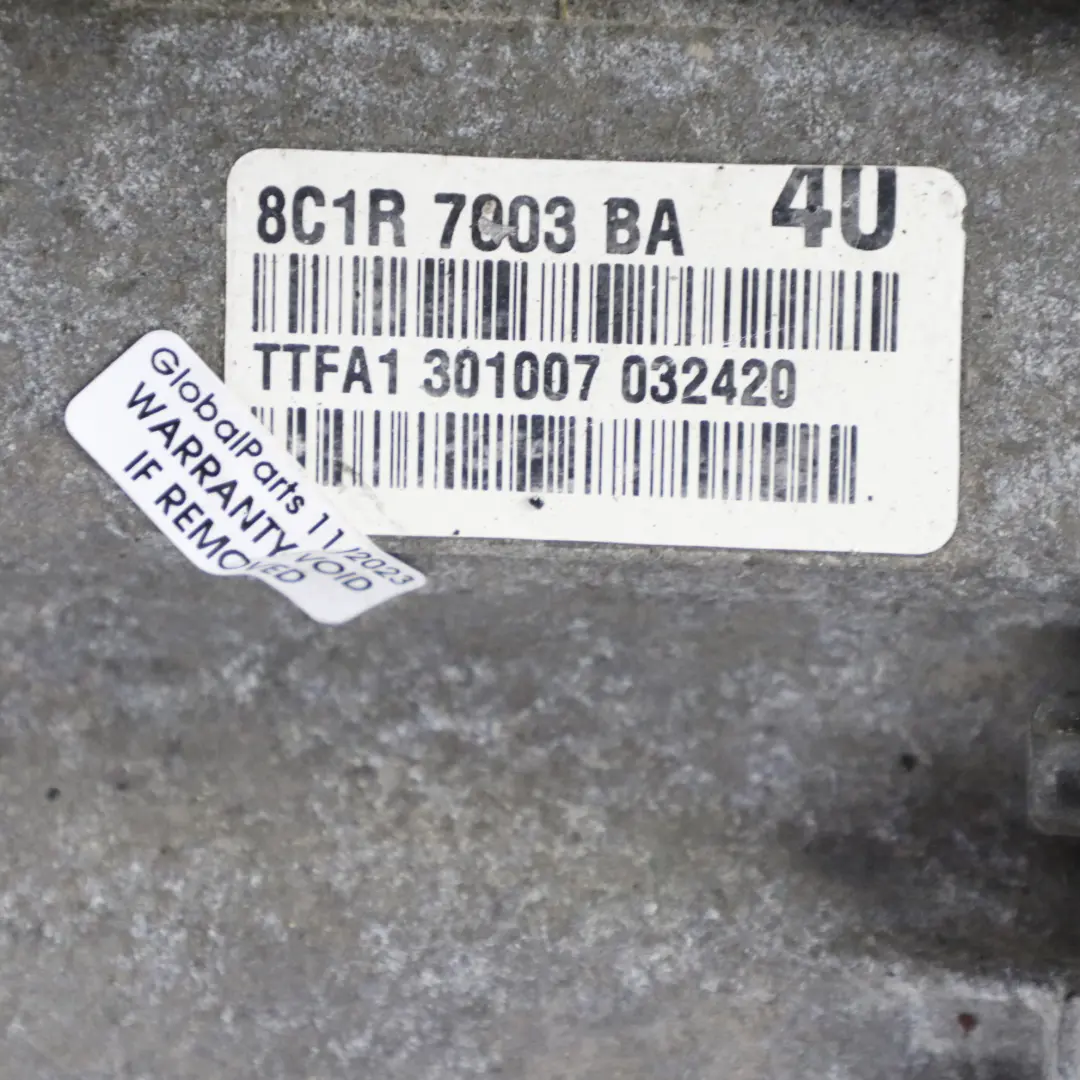 8C1R 7003 BA 4U
TTFA1 301007 032420
GlobalParts 11/2023
WARRANTY VOID
IF REMOVED